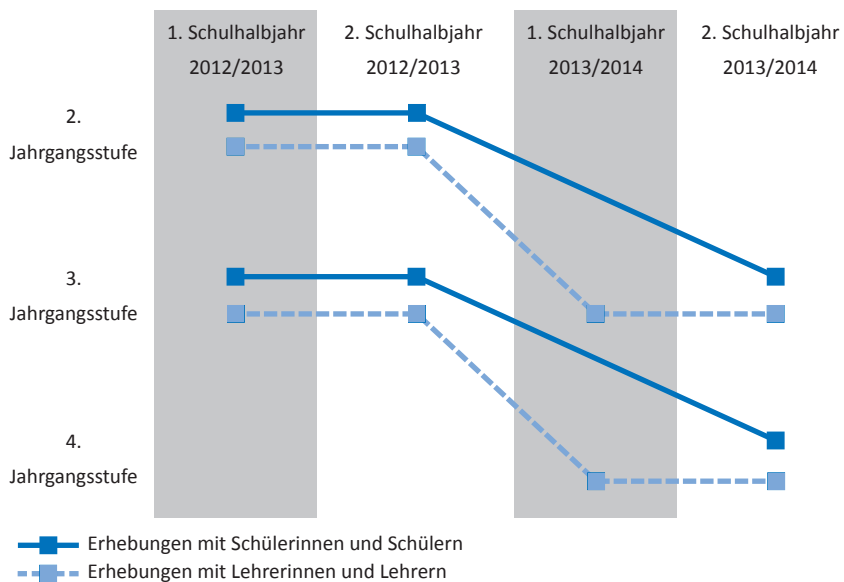 1. Schulhalbjahr
2012/2013
2. Schulhalbjahr
2012/2013
1. Schulhalbjahr
2013/2014
2. Schulhalbjahr
2013/2014
2.
Jahrgangsstufe
3.
Jahrgangsstufe
4.
Jahrgangsstufe
Erhebungen mit Schülerinnen und Schülern
Erhebungen mit Lehrerinnen und Lehrern